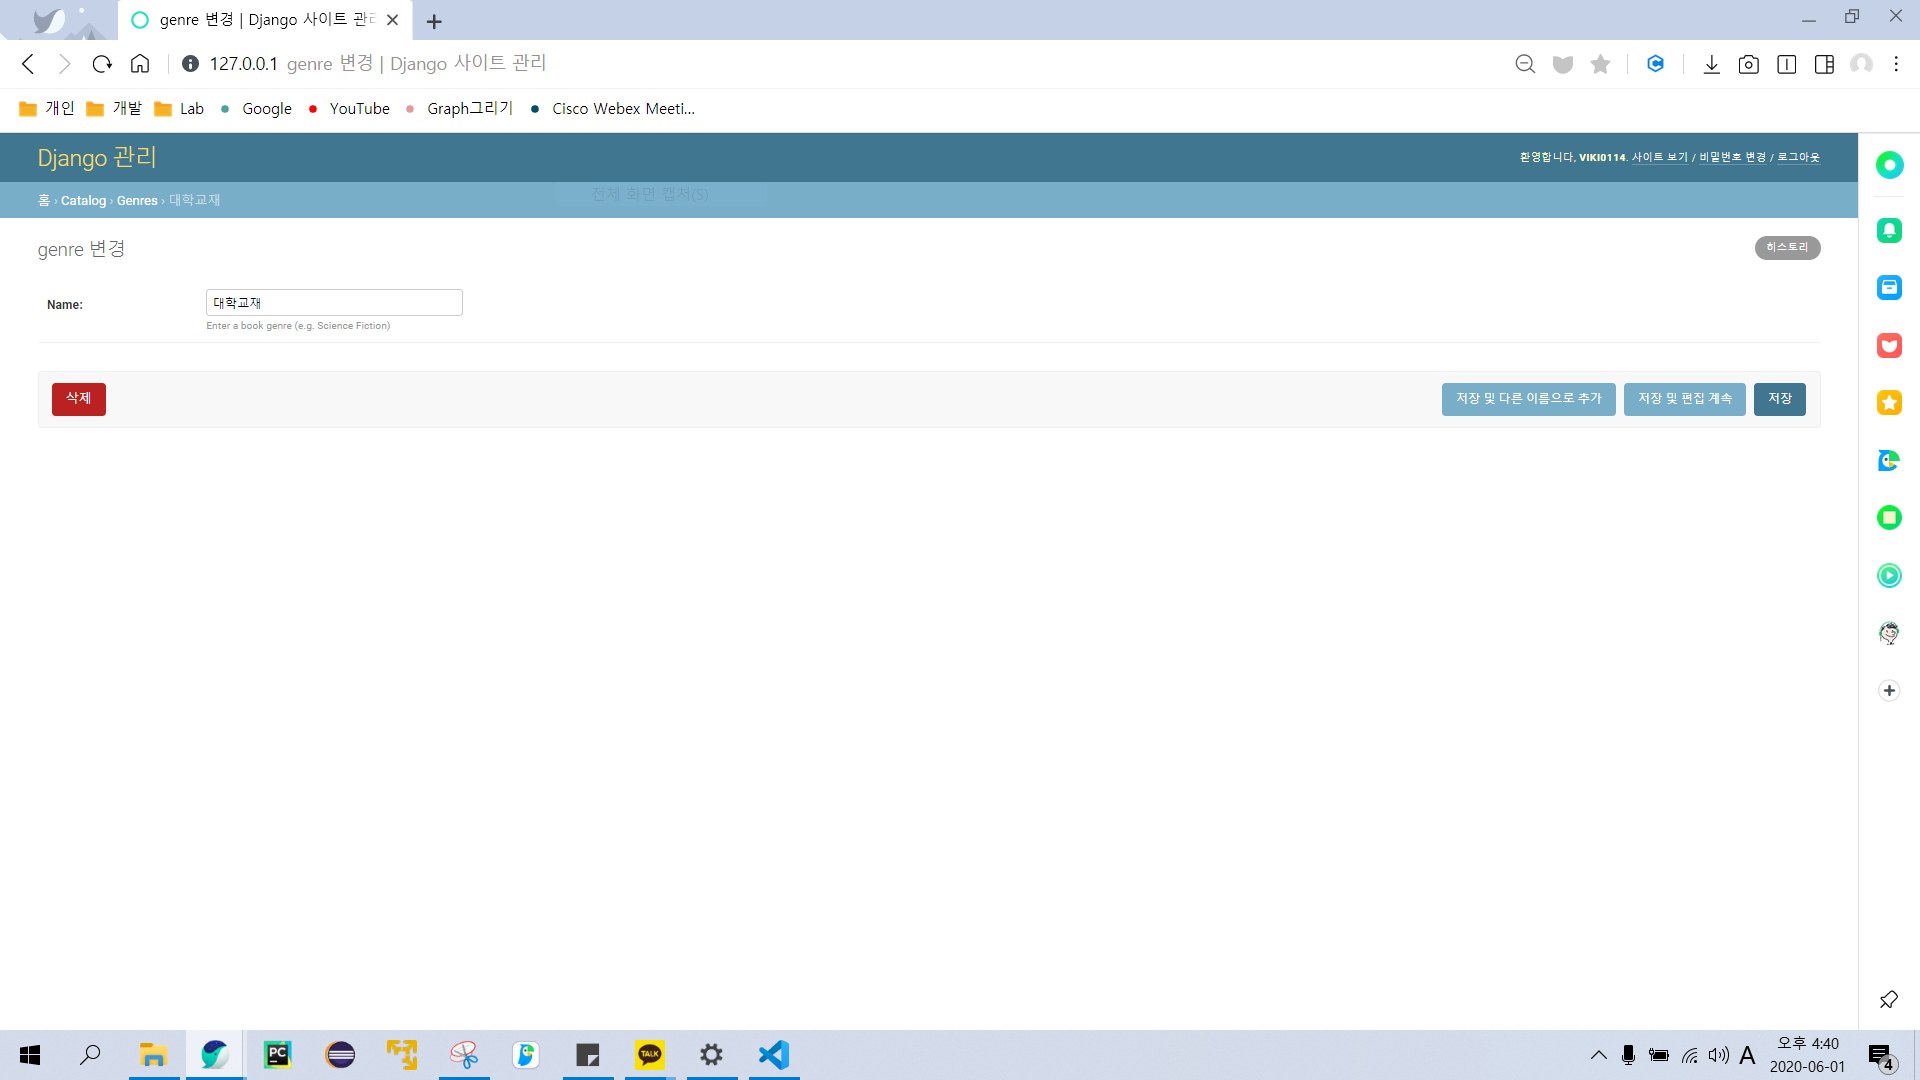 genre 변경 | Django 사이트 관리
127.0.0.1 genre 변경 | Django 사이트 관리
개인 개발 Lab Google YouTube Graph그리기 Cisco Webex Meeti...
Django 관리
환영합니다, VIKI0114. 사이트 보기 / 비밀번호 변경 / 로그아웃
홈 › Catalog › Genres › 대학교재
전체 화면 캡처(S)
genre 변경
히스토리
Name: 대학교재
Enter a book genre (e.g. Science Fiction)
삭제 저장 및 다른 이름으로 추가 저장 및 편집 계속 저장
PC
TALK
A
오후 4:40
2020-06-01
4